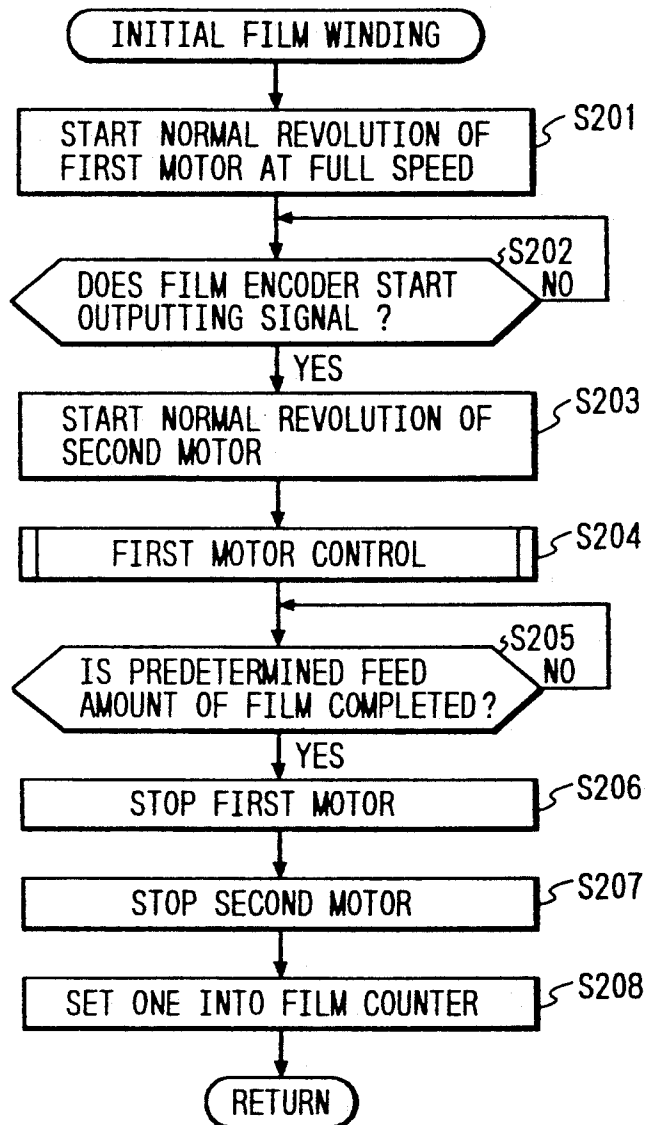 INITIAL FILM WINDING
START NORMAL REVOLUTION OF
FIRST MOTOR AT FULL SPEED
S201
DOES FILM ENCODER START
OUTPUTTING SIGNAL ?
S202
NO
YES
START NORMAL REVOLUTION OF
SECOND MOTOR
S203
FIRST MOTOR CONTROL
S204
IS PREDETERMINED FEED
AMOUNT OF FILM COMPLETED?
S205
NO
YES
STOP FIRST MOTOR
S206
STOP SECOND MOTOR
S207
SET ONE INTO FILM COUNTER
S208
RETURN